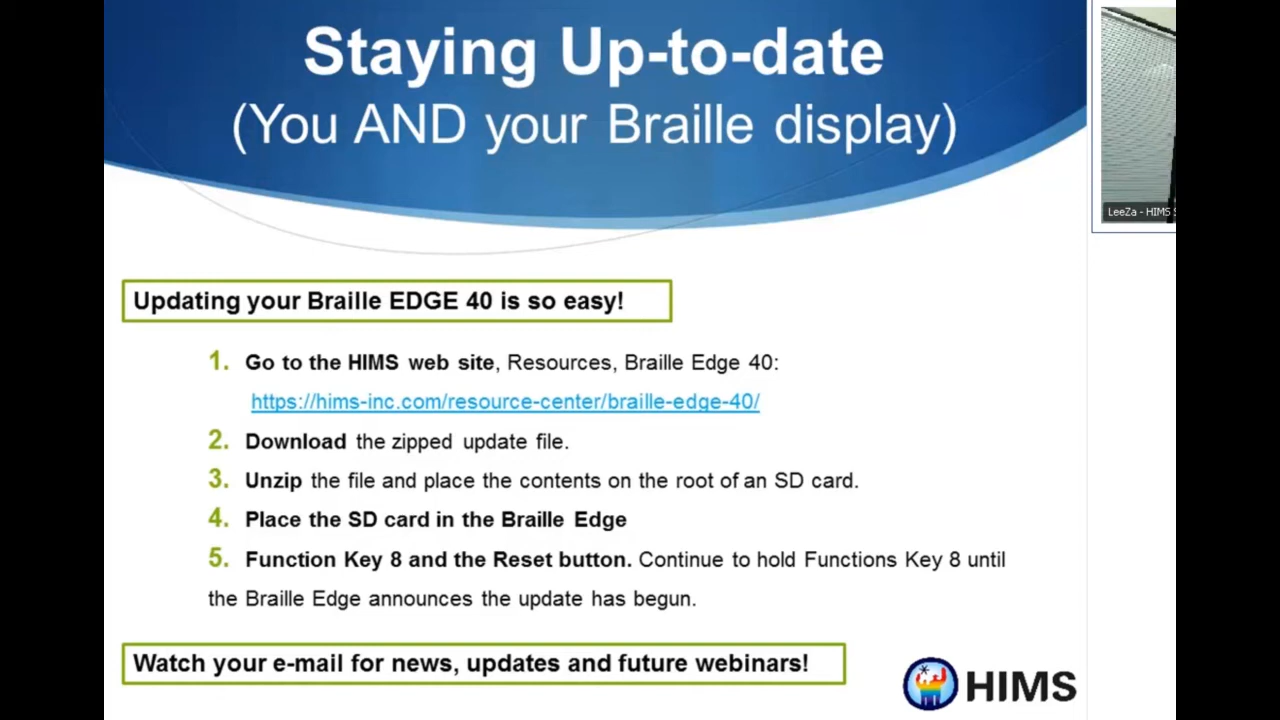 Staying Up-to-date
(You AND your Braille display)
LeeZa - HIMS
Updating your Braille EDGE 40 is so easy!
1. Go to the HIMS web site, Resources, Braille Edge 40:
https://hims-inc.com/resource-center/braille-edge-40/
2. Download the zipped update file.
3. Unzip the file and place the contents on the root of an SD card.
4. Place the SD card in the Braille Edge
5. Function Key 8 and the Reset button. Continue to hold Functions Key 8 until
the Braille Edge announces the update has begun.
Watch your e-mail for news, updates and future webinars!
HIMS